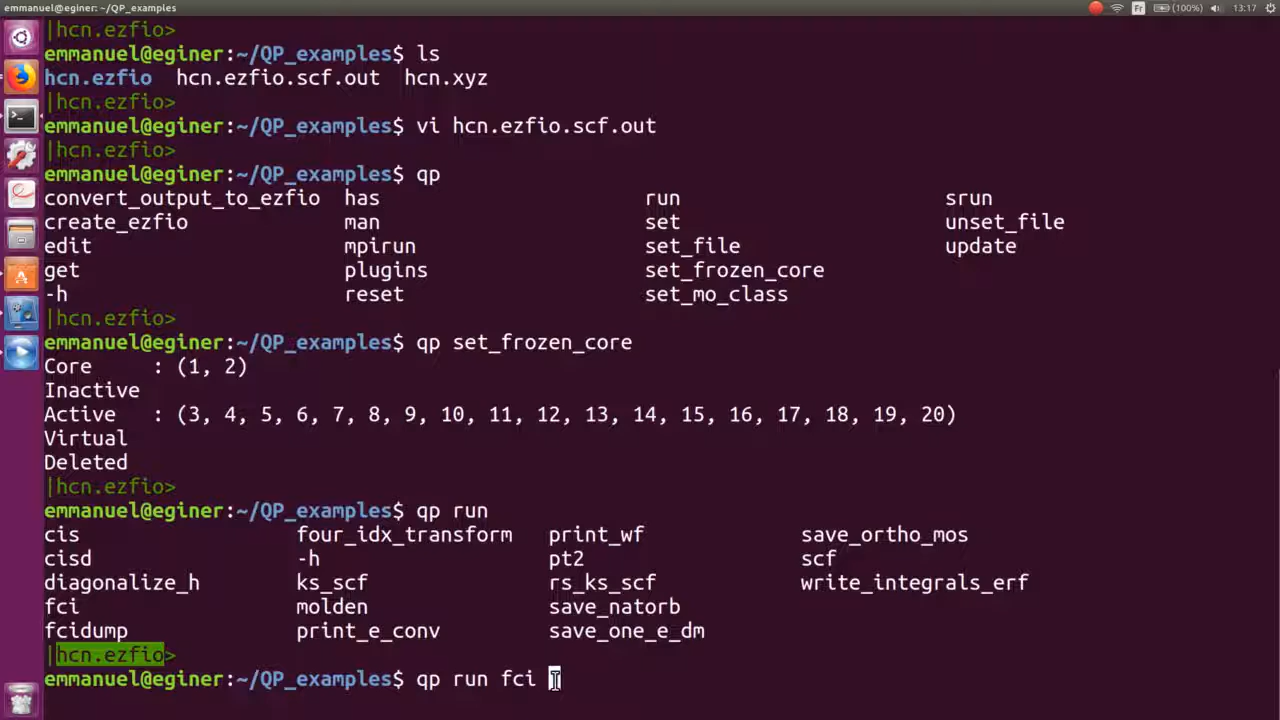 emmanuel@eginer: ~/QP_examples Fr (100%) 13:17
|hcn.ezfio>
emmanuel@eginer:~/QP_examples$ ls
hcn.ezfio hcn.ezfio.scf.out hcn.xyz
|hcn.ezfio>
emmanuel@eginer:~/QP_examples$ vi hcn.ezfio.scf.out
|hcn.ezfio>
emmanuel@eginer:~/QP_examples$ qp
convert_output_to_ezfio has run srun
create_ezfio man set unset_file
edit mpirun set_file update
get plugins set_frozen_core
-h reset set_mo_class
|hcn.ezfio>
emmanuel@eginer:~/QP_examples$ qp set_frozen_core
Core : (1, 2)
Inactive
Active : (3, 4, 5, 6, 7, 8, 9, 10, 11, 12, 13, 14, 15, 16, 17, 18, 19, 20)
Virtual
Deleted
|hcn.ezfio>
emmanuel@eginer:~/QP_examples$ qp run
cis four_idx_transform print_wf save_ortho_mos
cisd -h pt2 scf
diagonalize_h ks_scf rs_ks_scf write_integrals_erf
fci molden save_natorb
fcidump print_e_conv save_one_e_dm
|hcn.ezfio>
emmanuel@eginer:~/QP_examples$ qp run fci